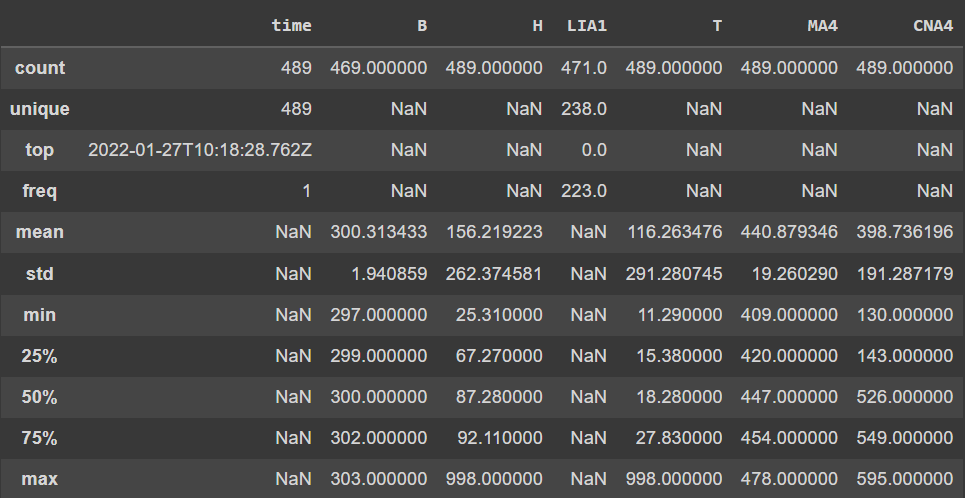 time B H LIA1 T MA4 CNA4
count 489 469.000000 489.000000 471.0 489.000000 489.000000 489.000000
unique 489 NaN NaN 238.0 NaN NaN NaN
top 2022-01-27T10:18:28.762Z NaN NaN 0.0 NaN NaN NaN
freq 1 NaN NaN 223.0 NaN NaN NaN
mean NaN 300.313433 156.219223 NaN 116.263476 440.879346 398.736196
std NaN 1.940859 262.374581 NaN 291.280745 19.260290 191.287179
min NaN 297.000000 25.310000 NaN 11.290000 409.000000 130.000000
25% NaN 299.000000 67.270000 NaN 15.380000 420.000000 143.000000
50% NaN 300.000000 87.280000 NaN 18.280000 447.000000 526.000000
75% NaN 302.000000 92.110000 NaN 27.830000 454.000000 549.000000
max NaN 303.000000 998.000000 NaN 998.000000 478.000000 595.000000